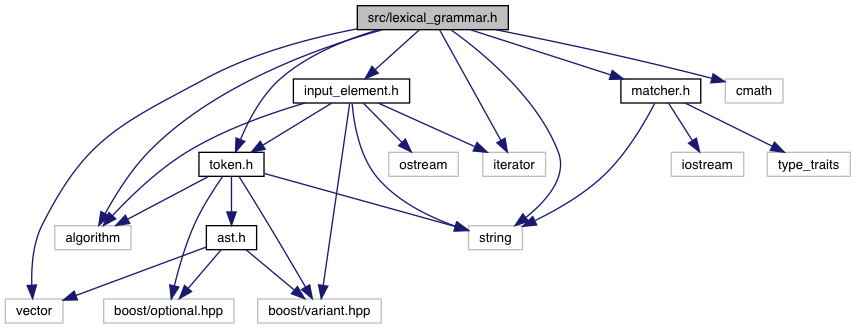 src/lexical_grammar.h
input_element.h
matcher.h
cmath
token.h
ostream
iterator
iostream
type_traits
algorithm
ast.h
string
vector
boost/optional.hpp
boost/variant.hpp